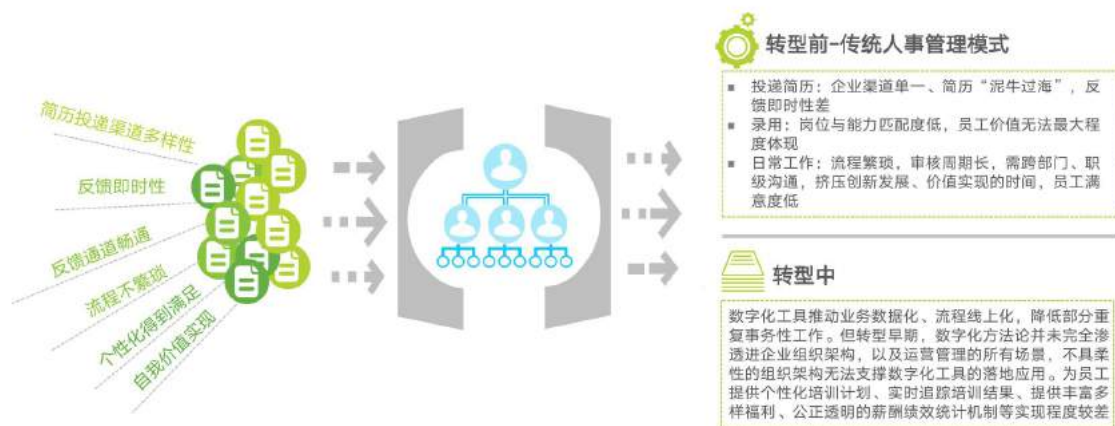 简历投递渠道多样性
反馈即时性
反馈通道畅通
流程不繁琐
个性化得到满足
自我价值实现
转型前-传统人事管理模式
▪ 投递简历：企业渠道单一、简历“泥牛过海”，反
馈即时性差
▪ 录用：岗位与能力匹配度低，员工价值无法最大程
度体现
▪ 日常工作：流程繁琐，审核周期长，需跨部门、职
级沟通，挤压创新发展、价值实现的时间，员工满
意度低
转型中
数字化工具推动业务数据化、流程线上化，降低部分重
复事务性工作。但转型早期，数字化方法论并未完全渗
透进企业组织架构，以及运营管理的所有场景，不具柔
性的组织架构无法支撑数字化工具的落地应用。为员工
提供个性化培训计划、实时追踪培训结果、提供丰富多
样福利、公正透明的薪酬绩效统计机制等实现程度较差